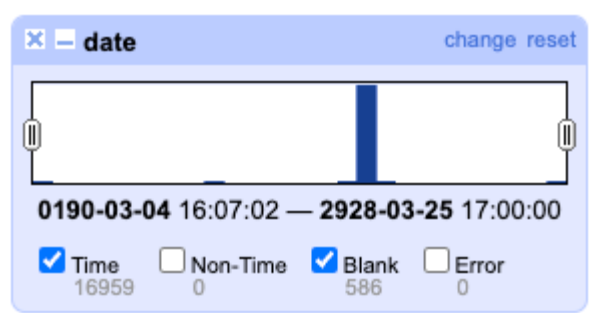 date change reset
0190-03-04 16:07:02 — 2928-03-25 17:00:00
Time Non-Time Blank Error
16959 0 586 0